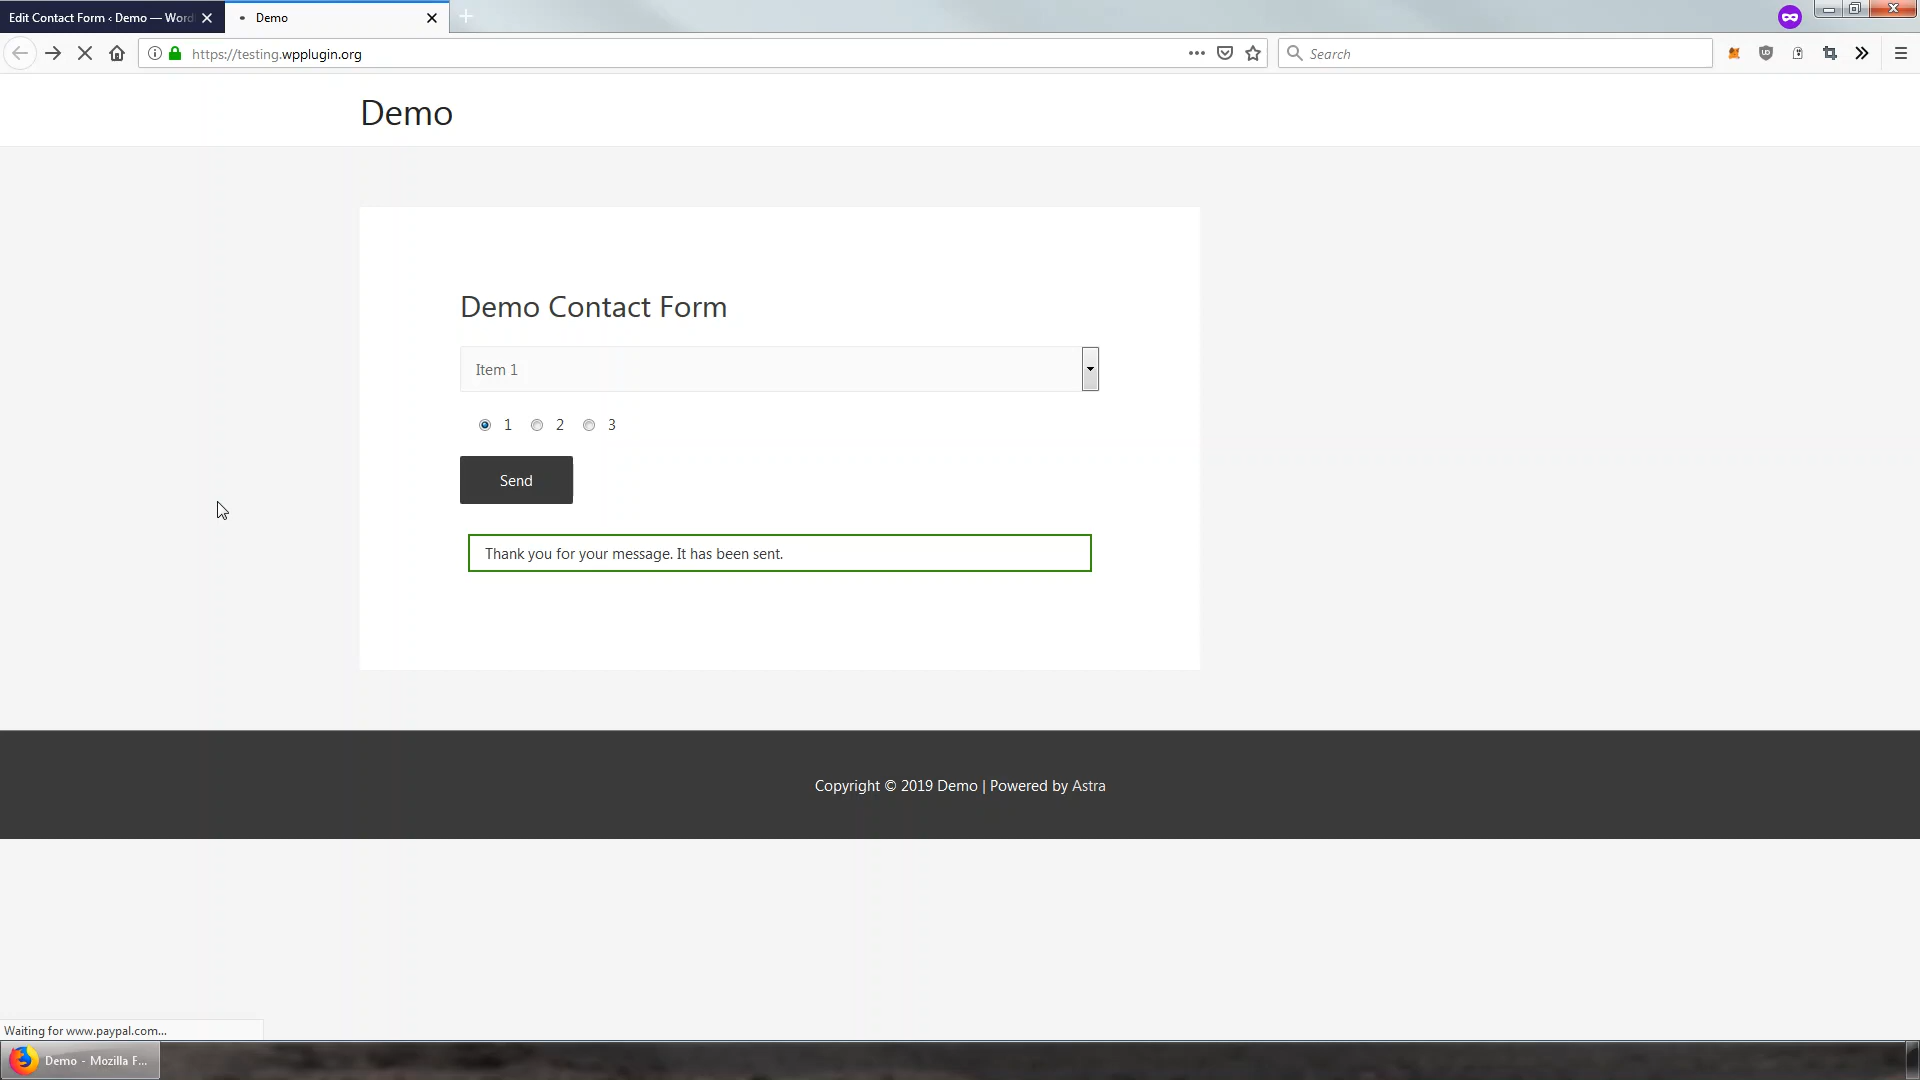 Edit Contact Form ‹ Demo — Word
Demo
https://testing.wpplugin.org
Search
Demo
Demo Contact Form
Item 1
1 2 3
Send
Thank you for your message. It has been sent.
Copyright © 2019 Demo | Powered by Astra
Waiting for www.paypal.com...
Demo - Mozilla F...